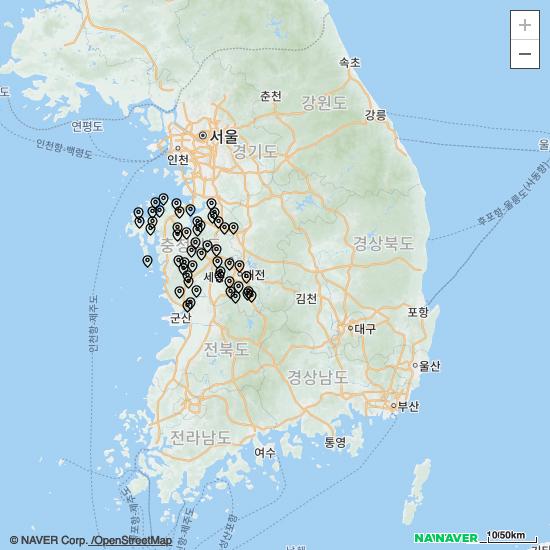 +
−
속초
춘천
강원도
강릉
연평도
서울
인천
인천항-백령도
경기도
울
후포항-울릉도(사동항)
충청
경상북도
대전
세
김천
포항
인천항-제주도
군산
대구
전북도
울산
경상남도
부산
전라남도
통영
여수
© NAVER Corp. /OpenStreetMap
NAVER
10/50km